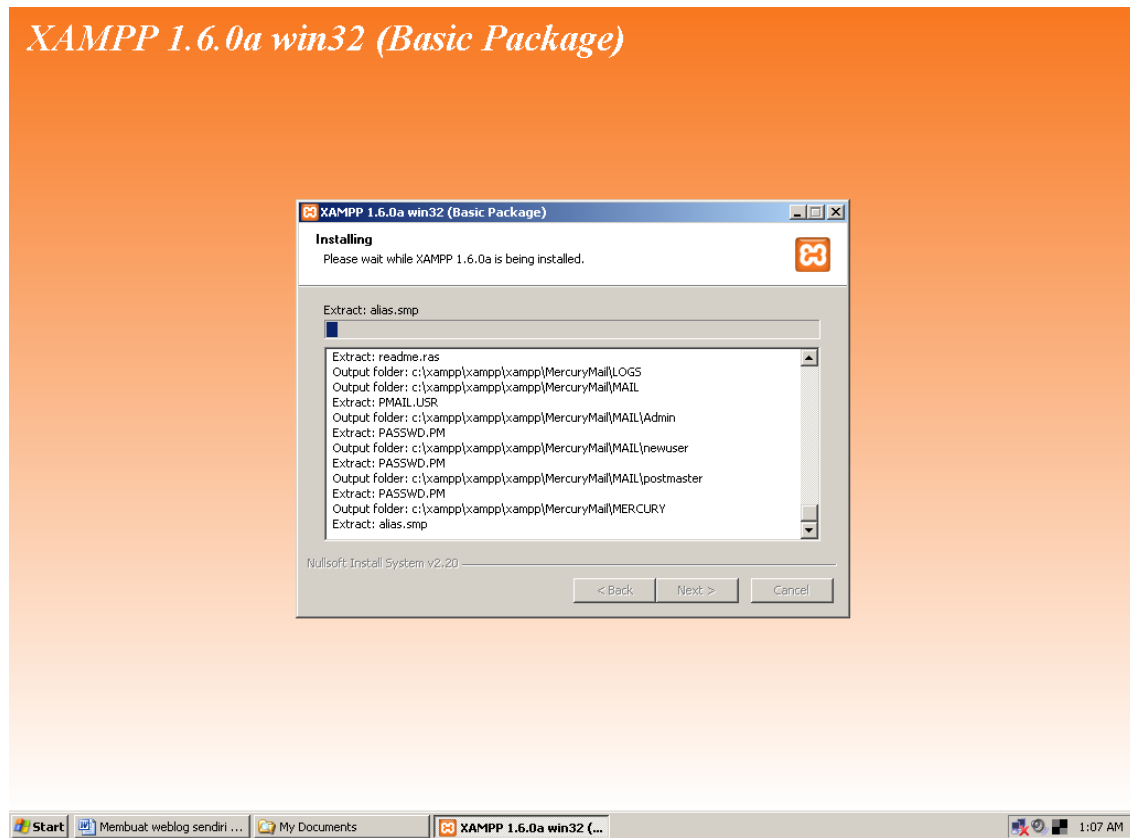 XAMPP 1.6.0a win32 (Basic Package)
XAMPP 1.6.0a win32 (Basic Package)
Installing
Please wait while XAMPP 1.6.0a is being installed.
Extract: alias.smp
Extract: readme.ras
Output folder: c:\xampp\xampp\xampp\MercuryMail\LOGS
Output folder: c:\xampp\xampp\xampp\MercuryMail\MAIL
Extract: PMAIL.USR
Output folder: c:\xampp\xampp\xampp\MercuryMail\MAIL\Admin
Extract: PASSWD.PM
Output folder: c:\xampp\xampp\xampp\MercuryMail\MAIL\newuser
Extract: PASSWD.PM
Output folder: c:\xampp\xampp\xampp\MercuryMail\MAIL\postmaster
Extract: PASSWD.PM
Output folder: c:\xampp\xampp\xampp\MercuryMail\MERCURY
Extract: alias.smp
Nullsoft Install System v2.20
< Back Next > Cancel
Start Membuat weblog sendiri ... My Documents XAMPP 1.6.0a win32 (... 1:07 AM